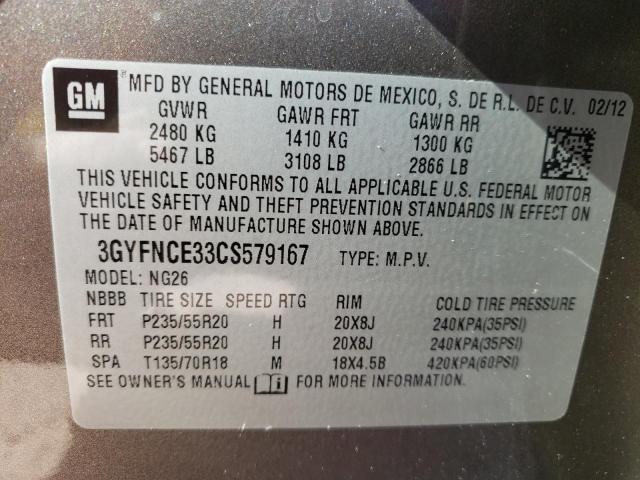 GM
MFD BY GENERAL MOTORS DE MEXICO, S. DE R.L. DE C.V. 02/12
GVWR GAWR FRT GAWR RR
2480 KG 1410 KG 1300 KG
5467 LB 3108 LB 2866 LB
THIS VEHICLE CONFORMS TO ALL APPLICABLE U.S. FEDERAL MOTOR
VEHICLE SAFETY AND THEFT PREVENTION STANDARDS IN EFFECT ON
THE DATE OF MANUFACTURE SHOWN ABOVE.
3GYFNCE33CS579167 TYPE: M.P.V.
MODEL: NG26
NBBB TIRE SIZE SPEED RTG RIM COLD TIRE PRESSURE
FRT P235/55R20 H 20X8J 240KPA(35PSI)
RR P235/55R20 H 20X8J 240KPA(35PSI)
SPA T135/70R18 M 18X4.5B 420KPA(60PSI)
SEE OWNER'S MANUAL FOR MORE INFORMATION.